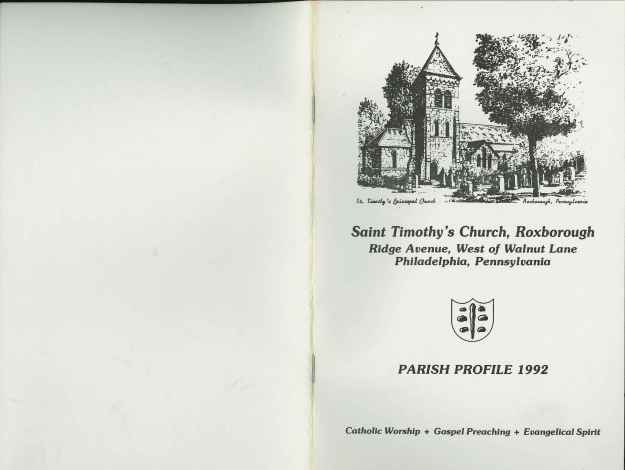 St. Timothy's Episcopal Church
Roxborough, Pennsylvania
Saint Timothy's Church, Roxborough
Ridge Avenue, West of Walnut Lane
Philadelphia, Pennsylvania
PARISH PROFILE 1992
Catholic Worship + Gospel Preaching + Evangelical Spirit